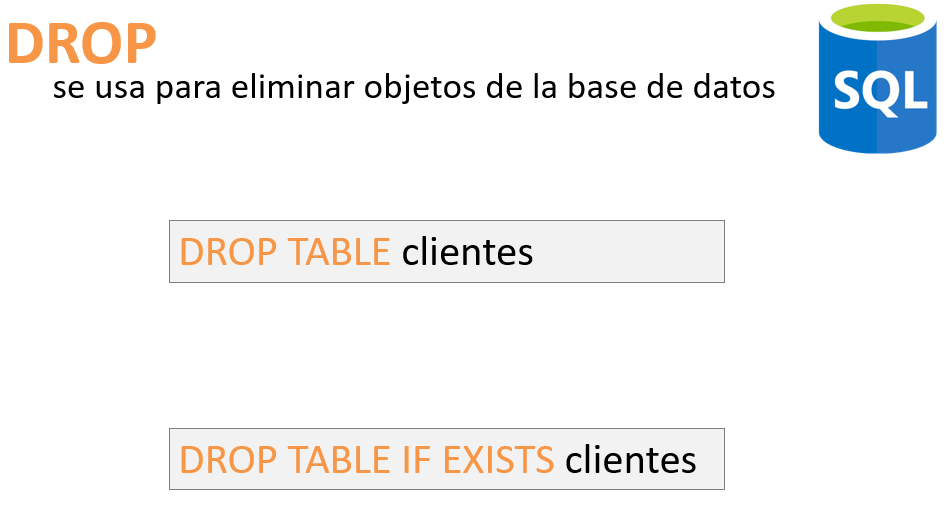 DROP
se usa para eliminar objetos de la base de datos
SQL
DROP TABLE clientes
DROP TABLE IF EXISTS clientes